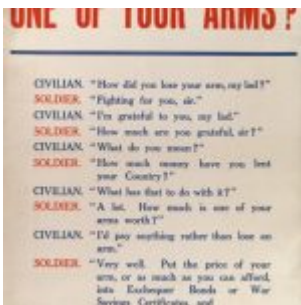 ONE OF YOUR ARMS?
CIVILIAN. "How did you lose your arm, my lad?"
SOLDIER. "Fighting for you, sir."
CIVILIAN. "I'm grateful to you, my lad."
SOLDIER. "How much are you grateful, sir?"
CIVILIAN. "What do you mean?"
SOLDIER. "How much money have you lent
your Country?"
CIVILIAN. "What has that to do with it?"
SOLDIER. "A lot. How much is one of your
arms worth?"
CIVILIAN. "I'd pay anything rather than lose an
arm."
SOLDIER. "Very well. Put the price of your
arm, or as much as you can afford,
into Exchequer Bonds or War
Savings Certificates, and